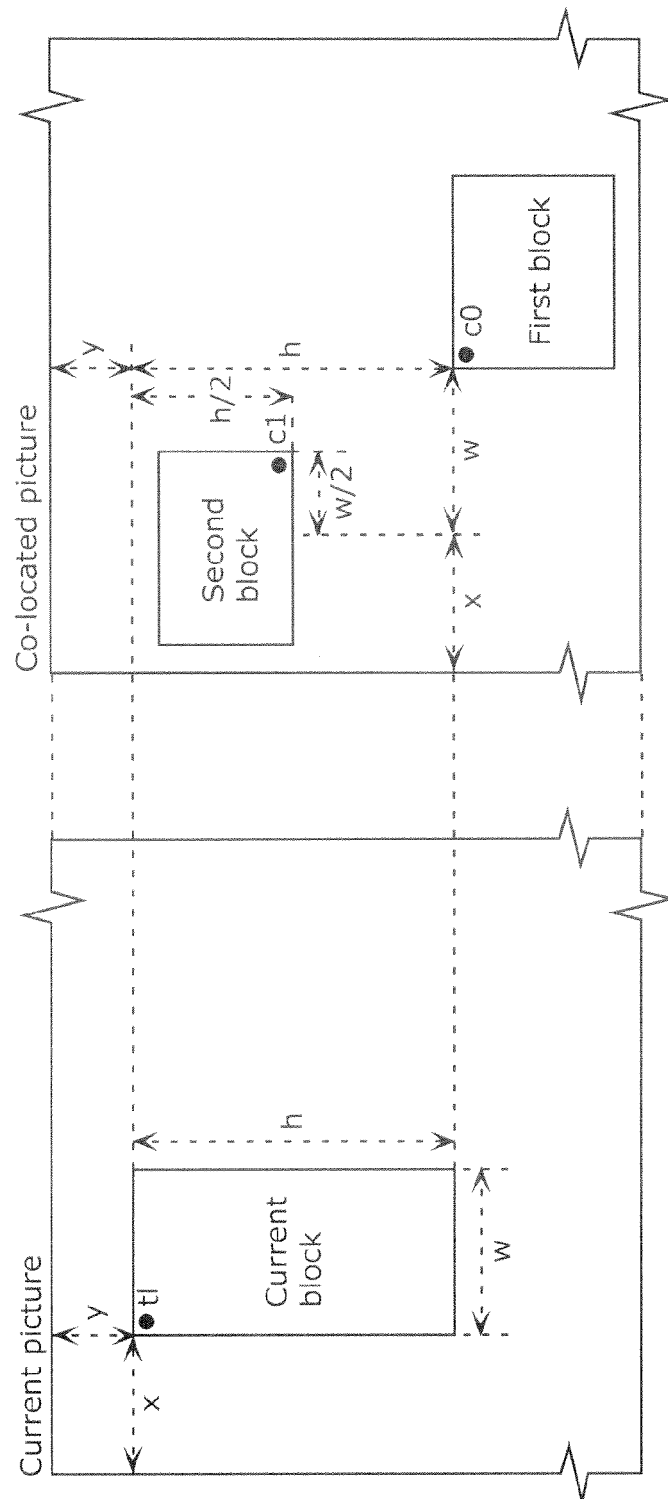 Current picture
y
x
tl
Current
block
h
w
Co-located picture
y
h/2
h
Second
block
c1
w/2
x
w
c0
First block